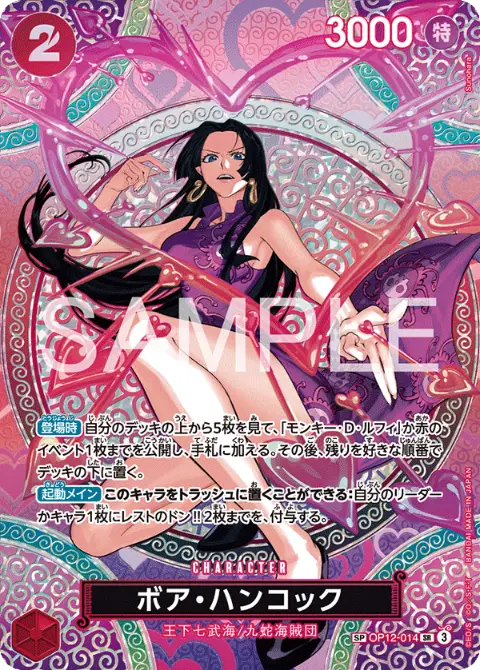 2
3000 特
Sunohara
SAMPLE
登場時 自分のデッキの上から5枚を見て、「モンキー・D・ルフィ」か赤の
イベント1枚までを公開し、手札に加える。その後、残りを好きな順番で
デッキの下に置く。
起動メイン このキャラをトラッシュに置くことができる:自分のリーダー
かキャラ1枚にレストのドン!!2枚までを、付与する。
CHARACTER
ボア・ハンコック
王下七武海/九蛇海賊団
SP OP12-014 SR 3
BANDAI MADE IN JAPAN